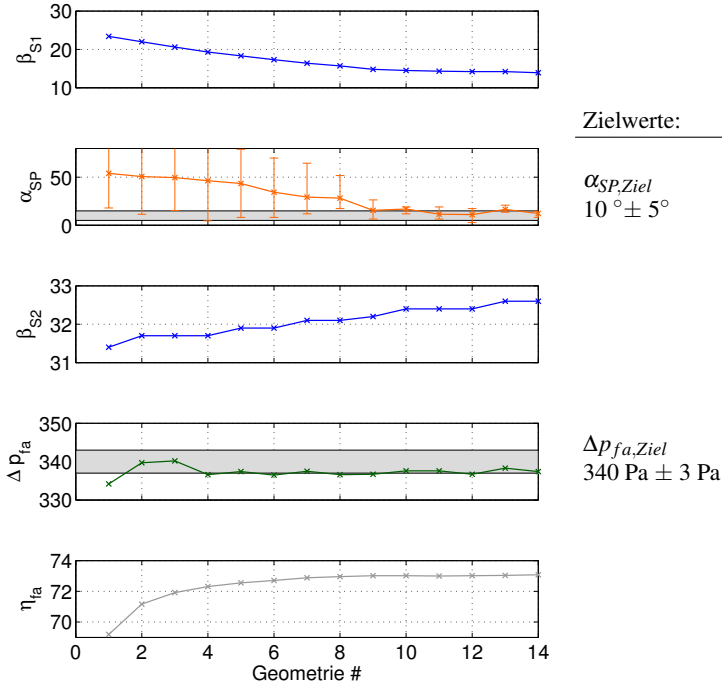 30
20
10
β_S1
Zielwerte:
50
0
α_SP
α_SP,Ziel
10 °± 5°
33
32
31
β_S2
350
340
330
Δ p_fa
Δp_fa,Ziel
340 Pa ± 3 Pa
74
72
70
η_fa
0 2 4 6 8 10 12 14
Geometrie #